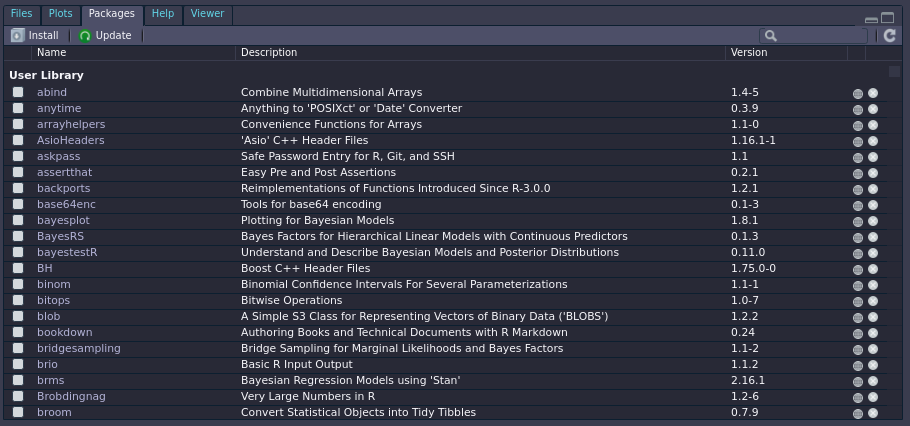 Files Plots Packages Help Viewer
Install Update
Name Description Version
User Library
abind Combine Multidimensional Arrays 1.4-5
anytime Anything to 'POSIXct' or 'Date' Converter 0.3.9
arrayhelpers Convenience Functions for Arrays 1.1-0
AsioHeaders 'Asio' C++ Header Files 1.16.1-1
askpass Safe Password Entry for R, Git, and SSH 1.1
assertthat Easy Pre and Post Assertions 0.2.1
backports Reimplementations of Functions Introduced Since R-3.0.0 1.2.1
base64enc Tools for base64 encoding 0.1-3
bayesplot Plotting for Bayesian Models 1.8.1
BayesRS Bayes Factors for Hierarchical Linear Models with Continuous Predictors 0.1.3
bayestestR Understand and Describe Bayesian Models and Posterior Distributions 0.11.0
BH Boost C++ Header Files 1.75.0-0
binom Binomial Confidence Intervals For Several Parameterizations 1.1-1
bitops Bitwise Operations 1.0-7
blob A Simple S3 Class for Representing Vectors of Binary Data ('BLOBS') 1.2.2
bookdown Authoring Books and Technical Documents with R Markdown 0.24
bridgesampling Bridge Sampling for Marginal Likelihoods and Bayes Factors 1.1-2
brio Basic R Input Output 1.1.2
brms Bayesian Regression Models using 'Stan' 2.16.1
Brobdingnag Very Large Numbers in R 1.2-6
broom Convert Statistical Objects into Tidy Tibbles 0.7.9